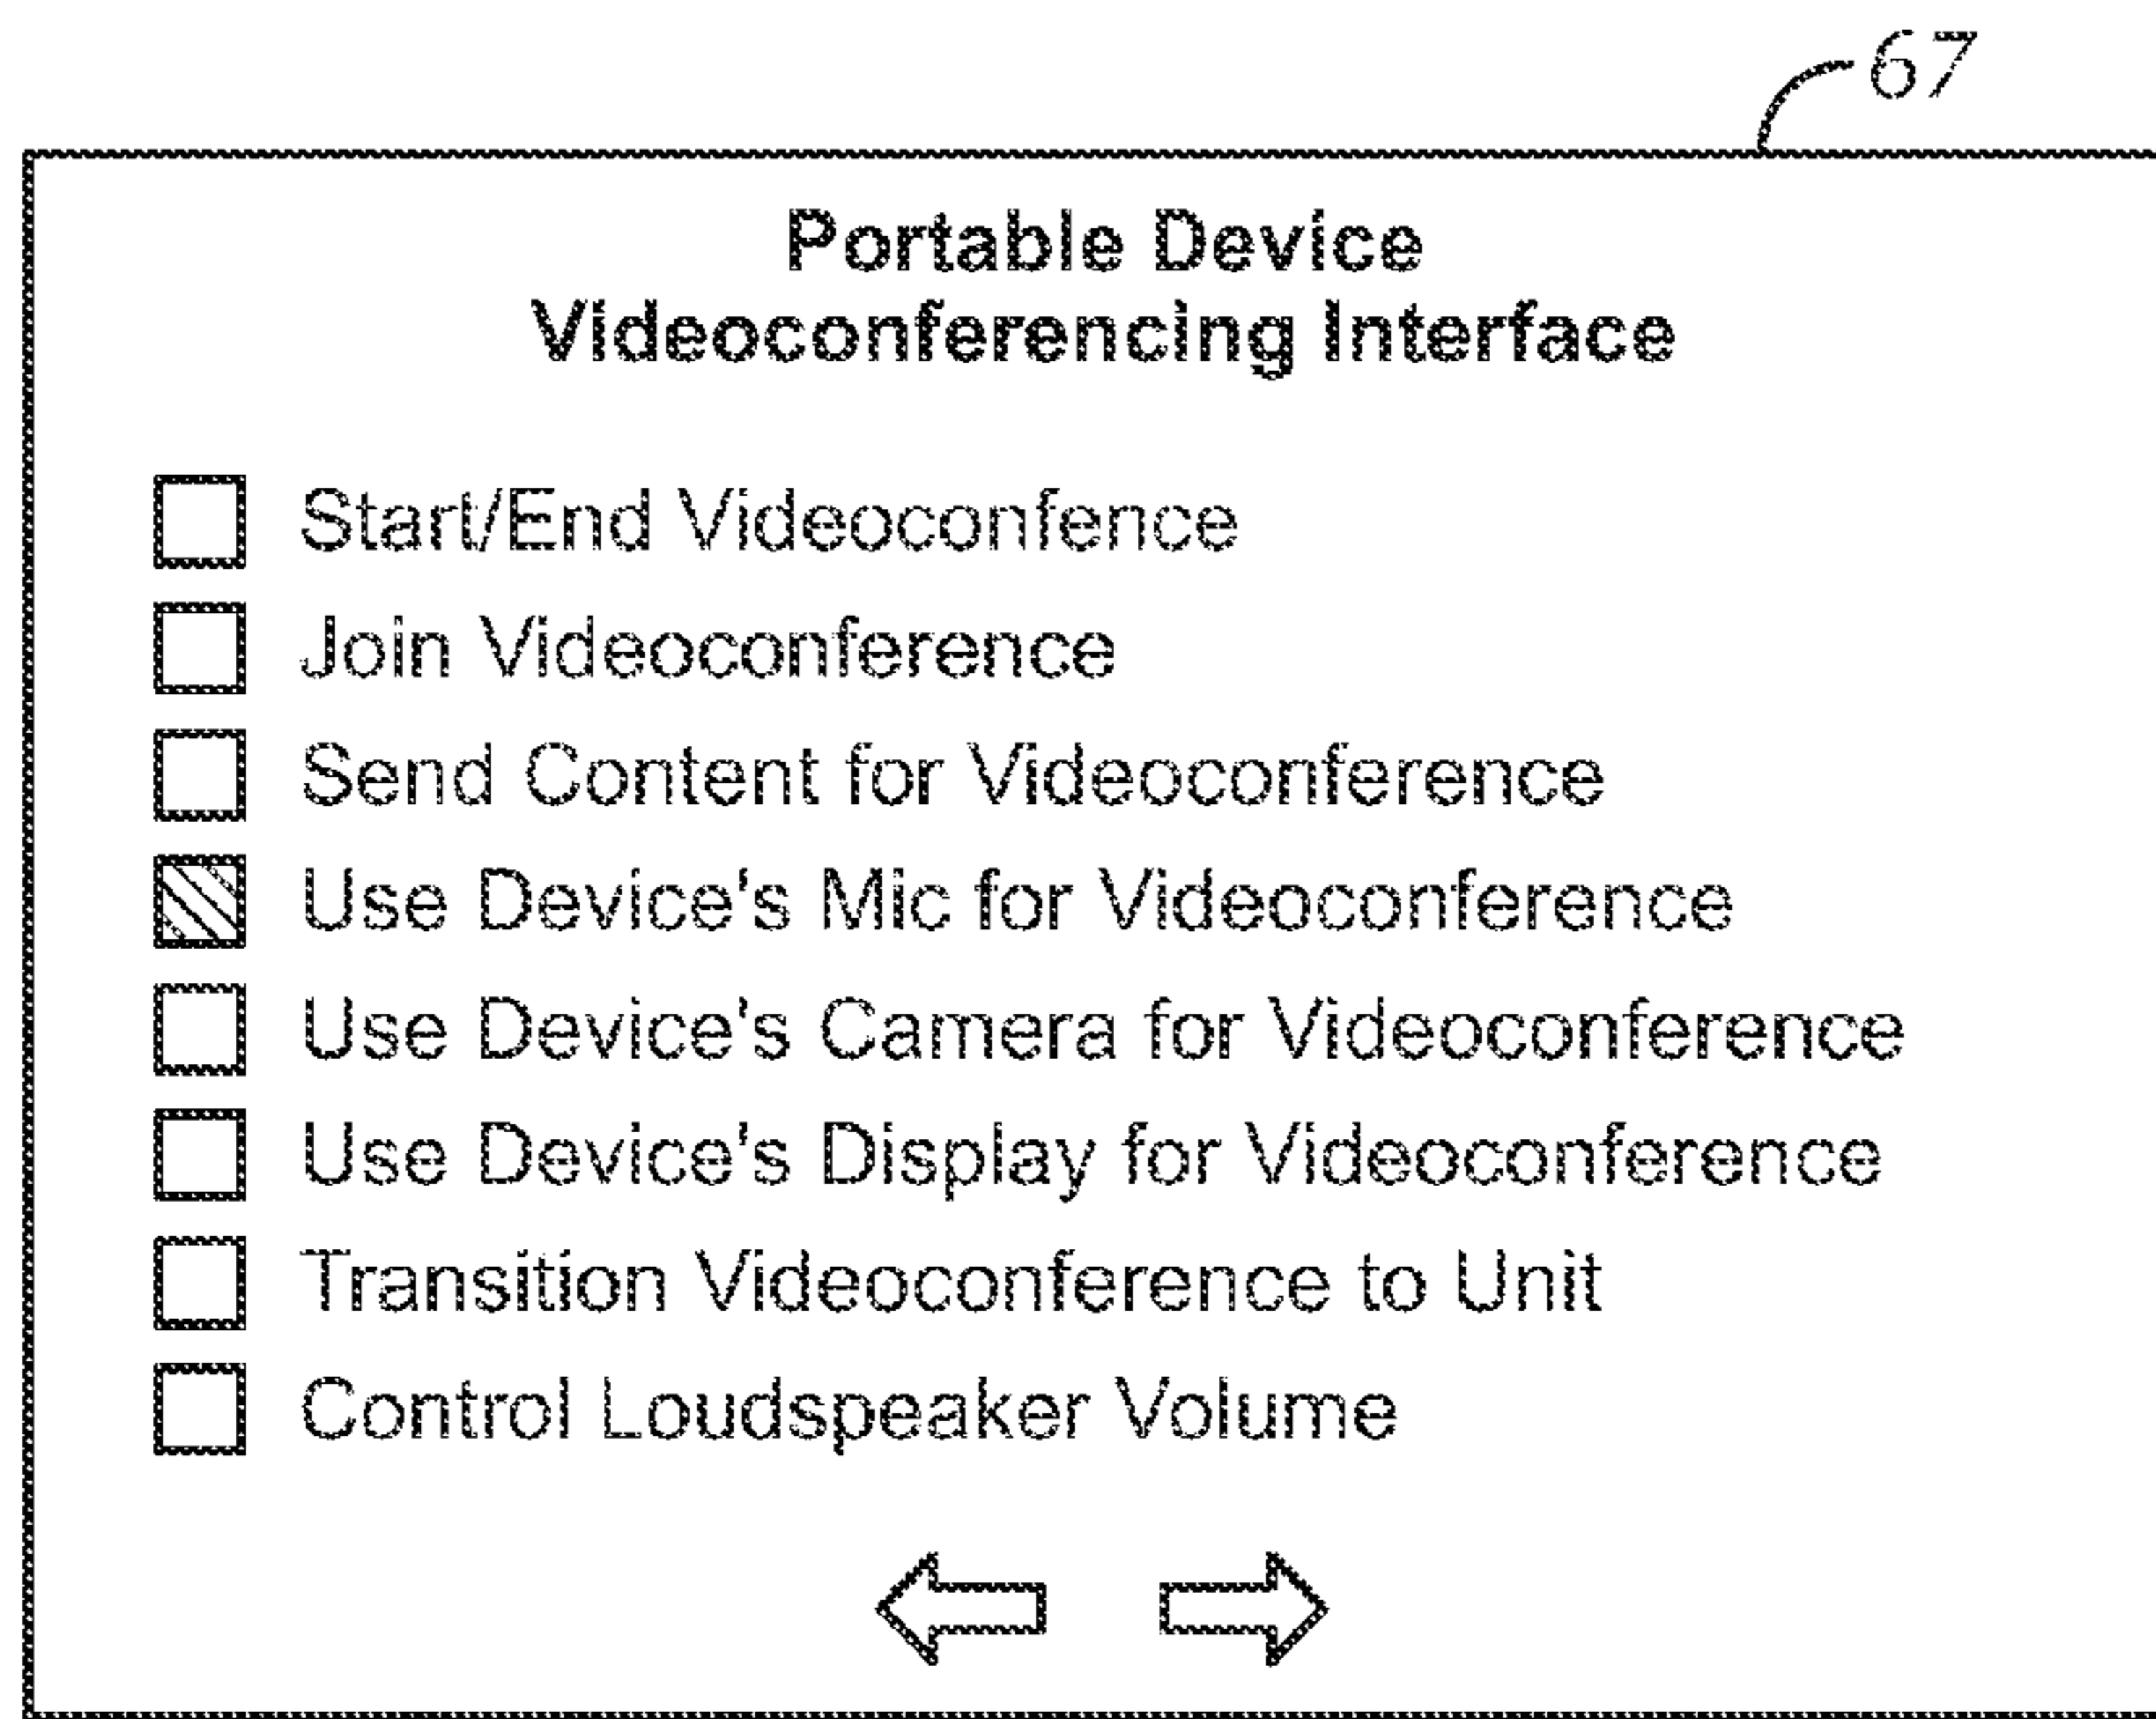 67
Portable Device
Videoconferencing Interface
Start/End Videoconfence
Join Videoconference
Send Content for Videoconference
Use Device's Mic for Videoconference
Use Device's Camera for Videoconference
Use Device's Display for Videoconference
Transition Videoconference to Unit
Control Loudspeaker Volume